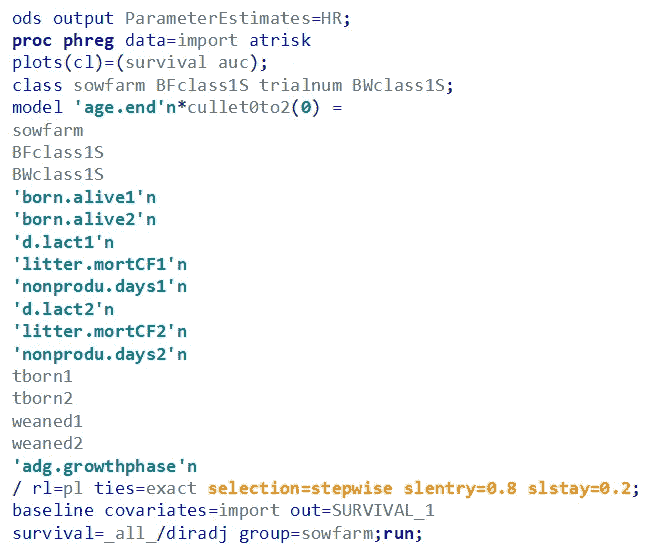 ods output ParameterEstimates=HR;
proc phreg data=import atrisk
plots(cl)=(survival auc);
class sowfarm BFclass1S trialnum BWclass1S;
model 'age.end'n*cullet0to2(0) =
sowfarm
BFclass1S
BWclass1S
'born.alive1'n
'born.alive2'n
'd.lact1'n
'litter.mortCF1'n
'nonprodu.days1'n
'd.lact2'n
'litter.mortCF2'n
'nonprodu.days2'n
tborn1
tborn2
weaned1
weaned2
'adg.growthphase'n
/ rl=pl ties=exact selection=stepwise slentry=0.8 slstay=0.2;
baseline covariates=import out=SURVIVAL_1
survival=_all_/diradj group=sowfarm;run;